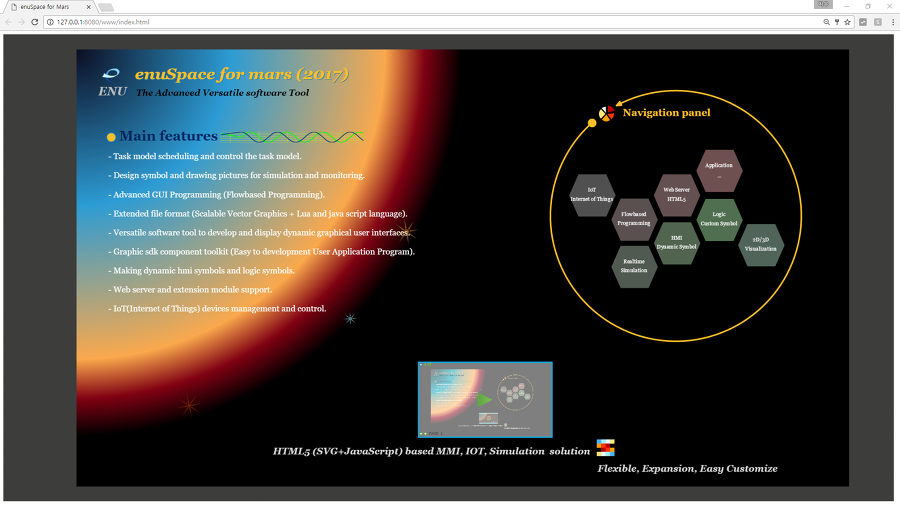 enuSpace for Mars
127.0.0.1:8080/www/index.html
ENU
enuSpace for mars (2017)
The Advanced Versatile software Tool
Main features
- Task model scheduling and control the task model.
- Design symbol and drawing pictures for simulation and monitoring.
- Advanced GUI Programming (Flowbased Programming).
- Extended file format (Scalable Vector Graphics + Lua and java script language).
- Versatile software tool to develop and display dynamic graphical user interfaces.
- Graphic sdk component toolkit (Easy to development User Application Program).
- Making dynamic hmi symbols and logic symbols.
- Web server and extension module support.
- IoT(Internet of Things) devices management and control.
Navigation panel
Application
...
IoT
Internet of Things
Web Server
HTML5
Flowbased
Programming
Logic
Custom Symbol
HMI
Dynamic Symbol
2D/3D
Visualization
Realtime
Simulation
HTML5 (SVG+JavaScript) based MMI, IOT, Simulation solution
Flexible, Expansion, Easy Customize